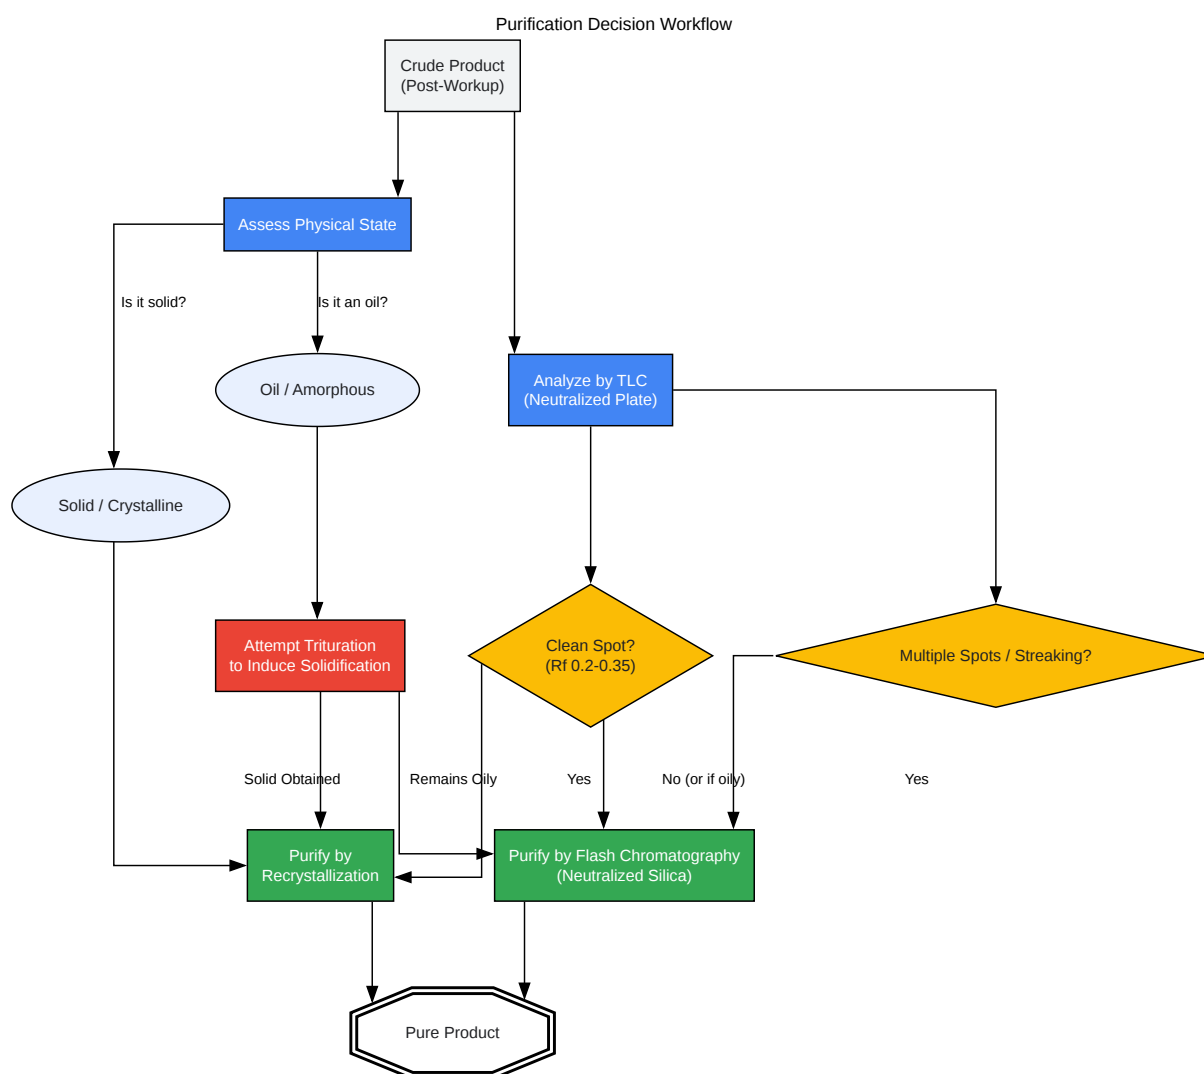 Purification Decision Workflow
Crude Product
(Post-Workup)
Assess Physical State
Is it solid?
Is it an oil?
Oil / Amorphous
Analyze by TLC
(Neutralized Plate)
Solid / Crystalline
Attempt Trituration
to Induce Solidification
Clean Spot?
(Rf 0.2-0.35)
Multiple Spots / Streaking?
Solid Obtained
Remains Oily
Yes
No (or if oily)
Yes
Purify by
Recrystallization
Purify by Flash Chromatography
(Neutralized Silica)
Pure Product